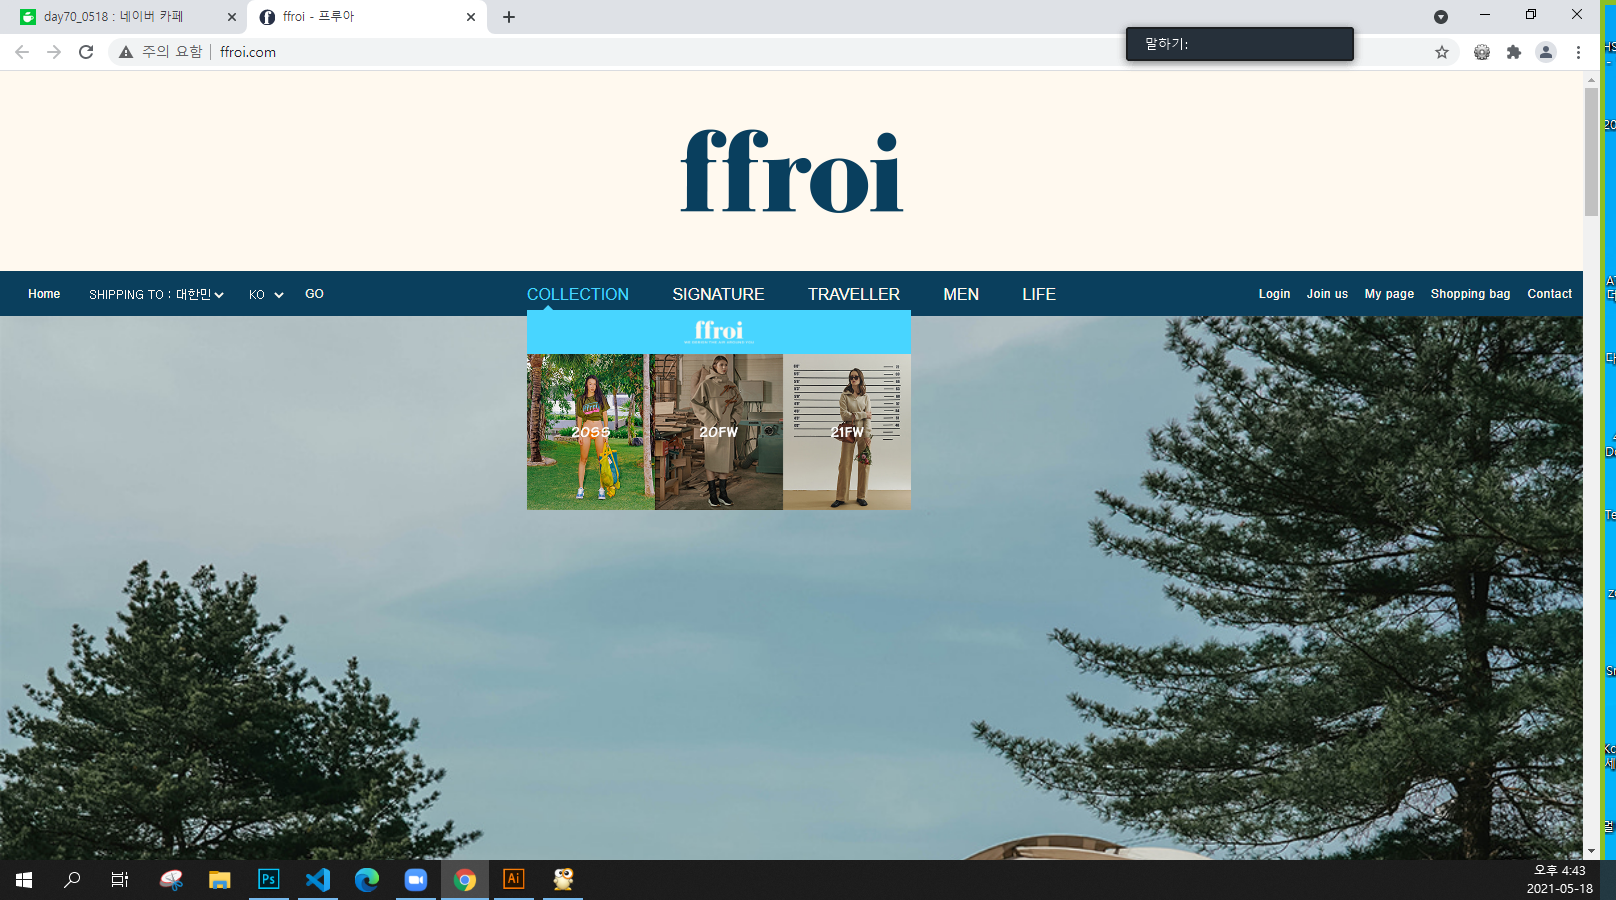 day70_0518 : 네이버 카페
ffroi - 프루아
주의 요함
ffroi.com
말하기:
ffroi
Home
SHIPPING TO : 대한민
KO
GO
COLLECTION
SIGNATURE
TRAVELLER
MEN
LIFE
Login
Join us
My page
Shopping bag
Contact
ffroi
20SS
20FW
21FW
Ps
Ai
오후 4:43
2021-05-18